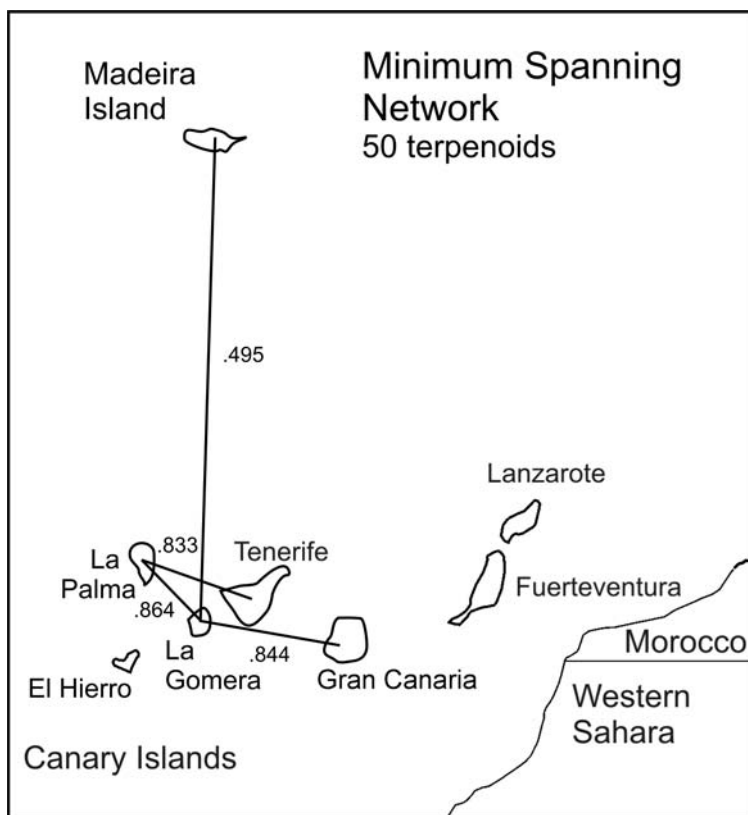 Madeira
Island
Minimum Spanning
Network
50 terpenoids
.495
Lanzarote
.833
La
Palma
Tenerife
Fuerteventura
.864
La
Gomera
.844
El Hierro
Gran Canaria
Morocco
Western
Sahara
Canary Islands